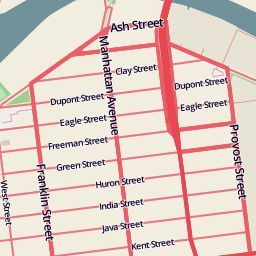 Ash Street
Manhattan Avenue
Clay Street
Dupont Street
Dupont Street
Eagle Street
Eagle Street
Freeman Street
Green Street
Provost Street
Franklin Street
West Street
Huron Street
India Street
Java Street
Kent Street